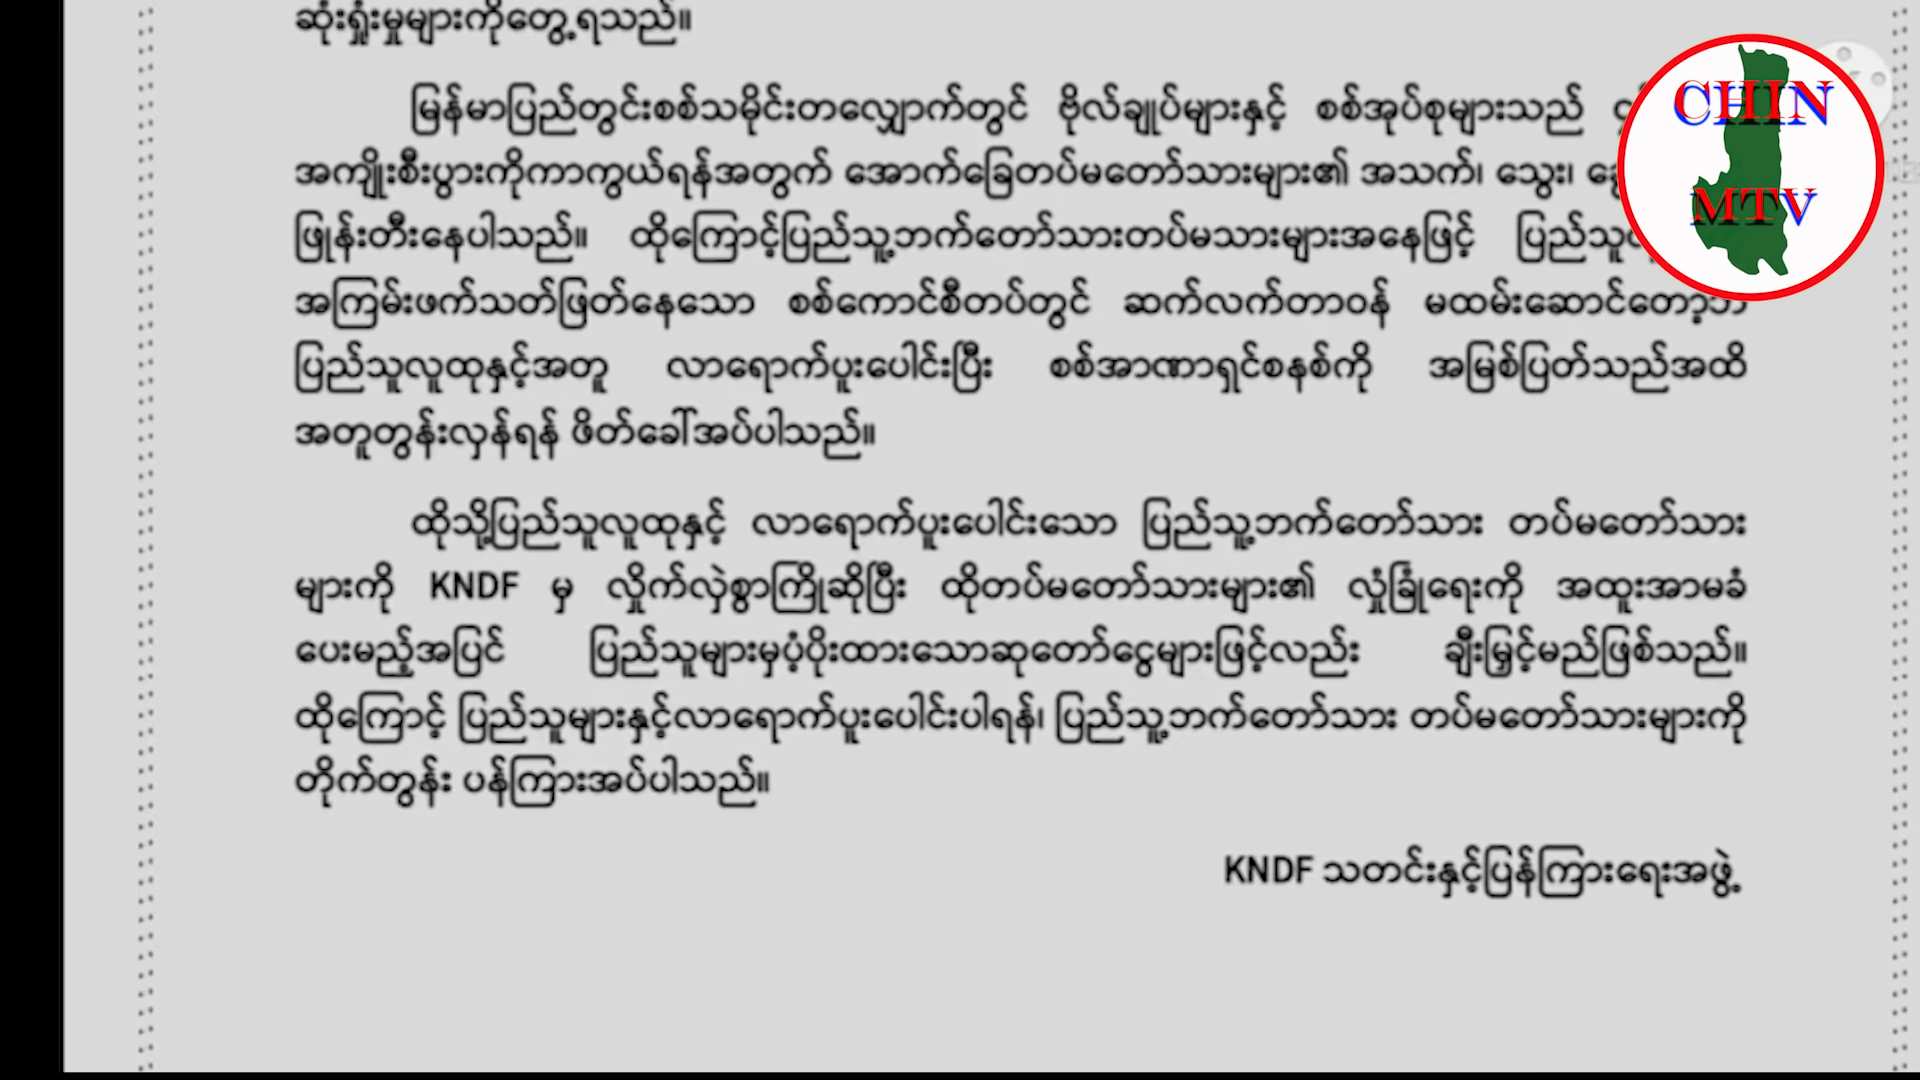 ဆုံးရှုံးမှုများကိုတွေ့ရသည်။
မြန်မာပြည်တွင်းစစ်သမိုင်းတလျှောက်တွင် ဗိုလ်ချုပ်များနှင့် စစ်အုပ်စုများသည်
အကျိုးစီးပွားကိုကာကွယ်ရန်အတွက် အောက်ခြေတပ်မတော်သားများ၏ အသက်၊ သွေး၊
ဖြုန်းတီးနေပါသည်။ ထို့ကြောင့်ပြည်သူ့ဘက်တော်သားတပ်မသားများအနေဖြင့်
အကြမ်းဖက်သတ်ဖြတ်နေသော စစ်ကောင်စီတပ်တွင် ဆက်လက်တာဝန် မထမ်းဆောင်တော့ဘဲ
ပြည်သူလူထုနှင့်အတူ လာရောက်ပူးပေါင်းပြီး စစ်အာဏာရှင်စနစ်ကို အမြစ်ပြတ်သည်အထိ
အတူတွန်းလှန်ရန် ဖိတ်ခေါ်အပ်ပါသည်။
ထိုသို့ပြည်သူလူထုနှင့် လာရောက်ပူးပေါင်းသော ပြည်သူ့ဘက်တော်သား တပ်မတော်သား
များကို KNDF မှ လှိုက်လှဲစွာကြိုဆိုပြီး ထိုတပ်မတော်သားများ၏ လုံခြုံရေးကို အထူးအာမခံ
ပေးမည့်အပြင် ပြည်သူများမှပံ့ပိုးထားသောဆုတော်ငွေများဖြင့်လည်း ချီးမြှင့်မည်ဖြစ်သည်။
ထို့ကြောင့် ပြည်သူများနှင့်လာရောက်ပူးပေါင်းပါရန်၊ ပြည်သူ့ဘက်တော်သား တပ်မတော်သားများကို
တိုက်တွန်း ပန်ကြားအပ်ပါသည်။
KNDF သတင်းနှင့်ပြန်ကြားရေးအဖွဲ့
CHIN
MTV